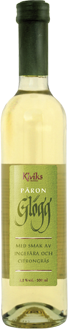 Kiviks
PÄRON
Glögg
MED SMAK AV
INGEFÄRA OCH
CITRONGRÄS